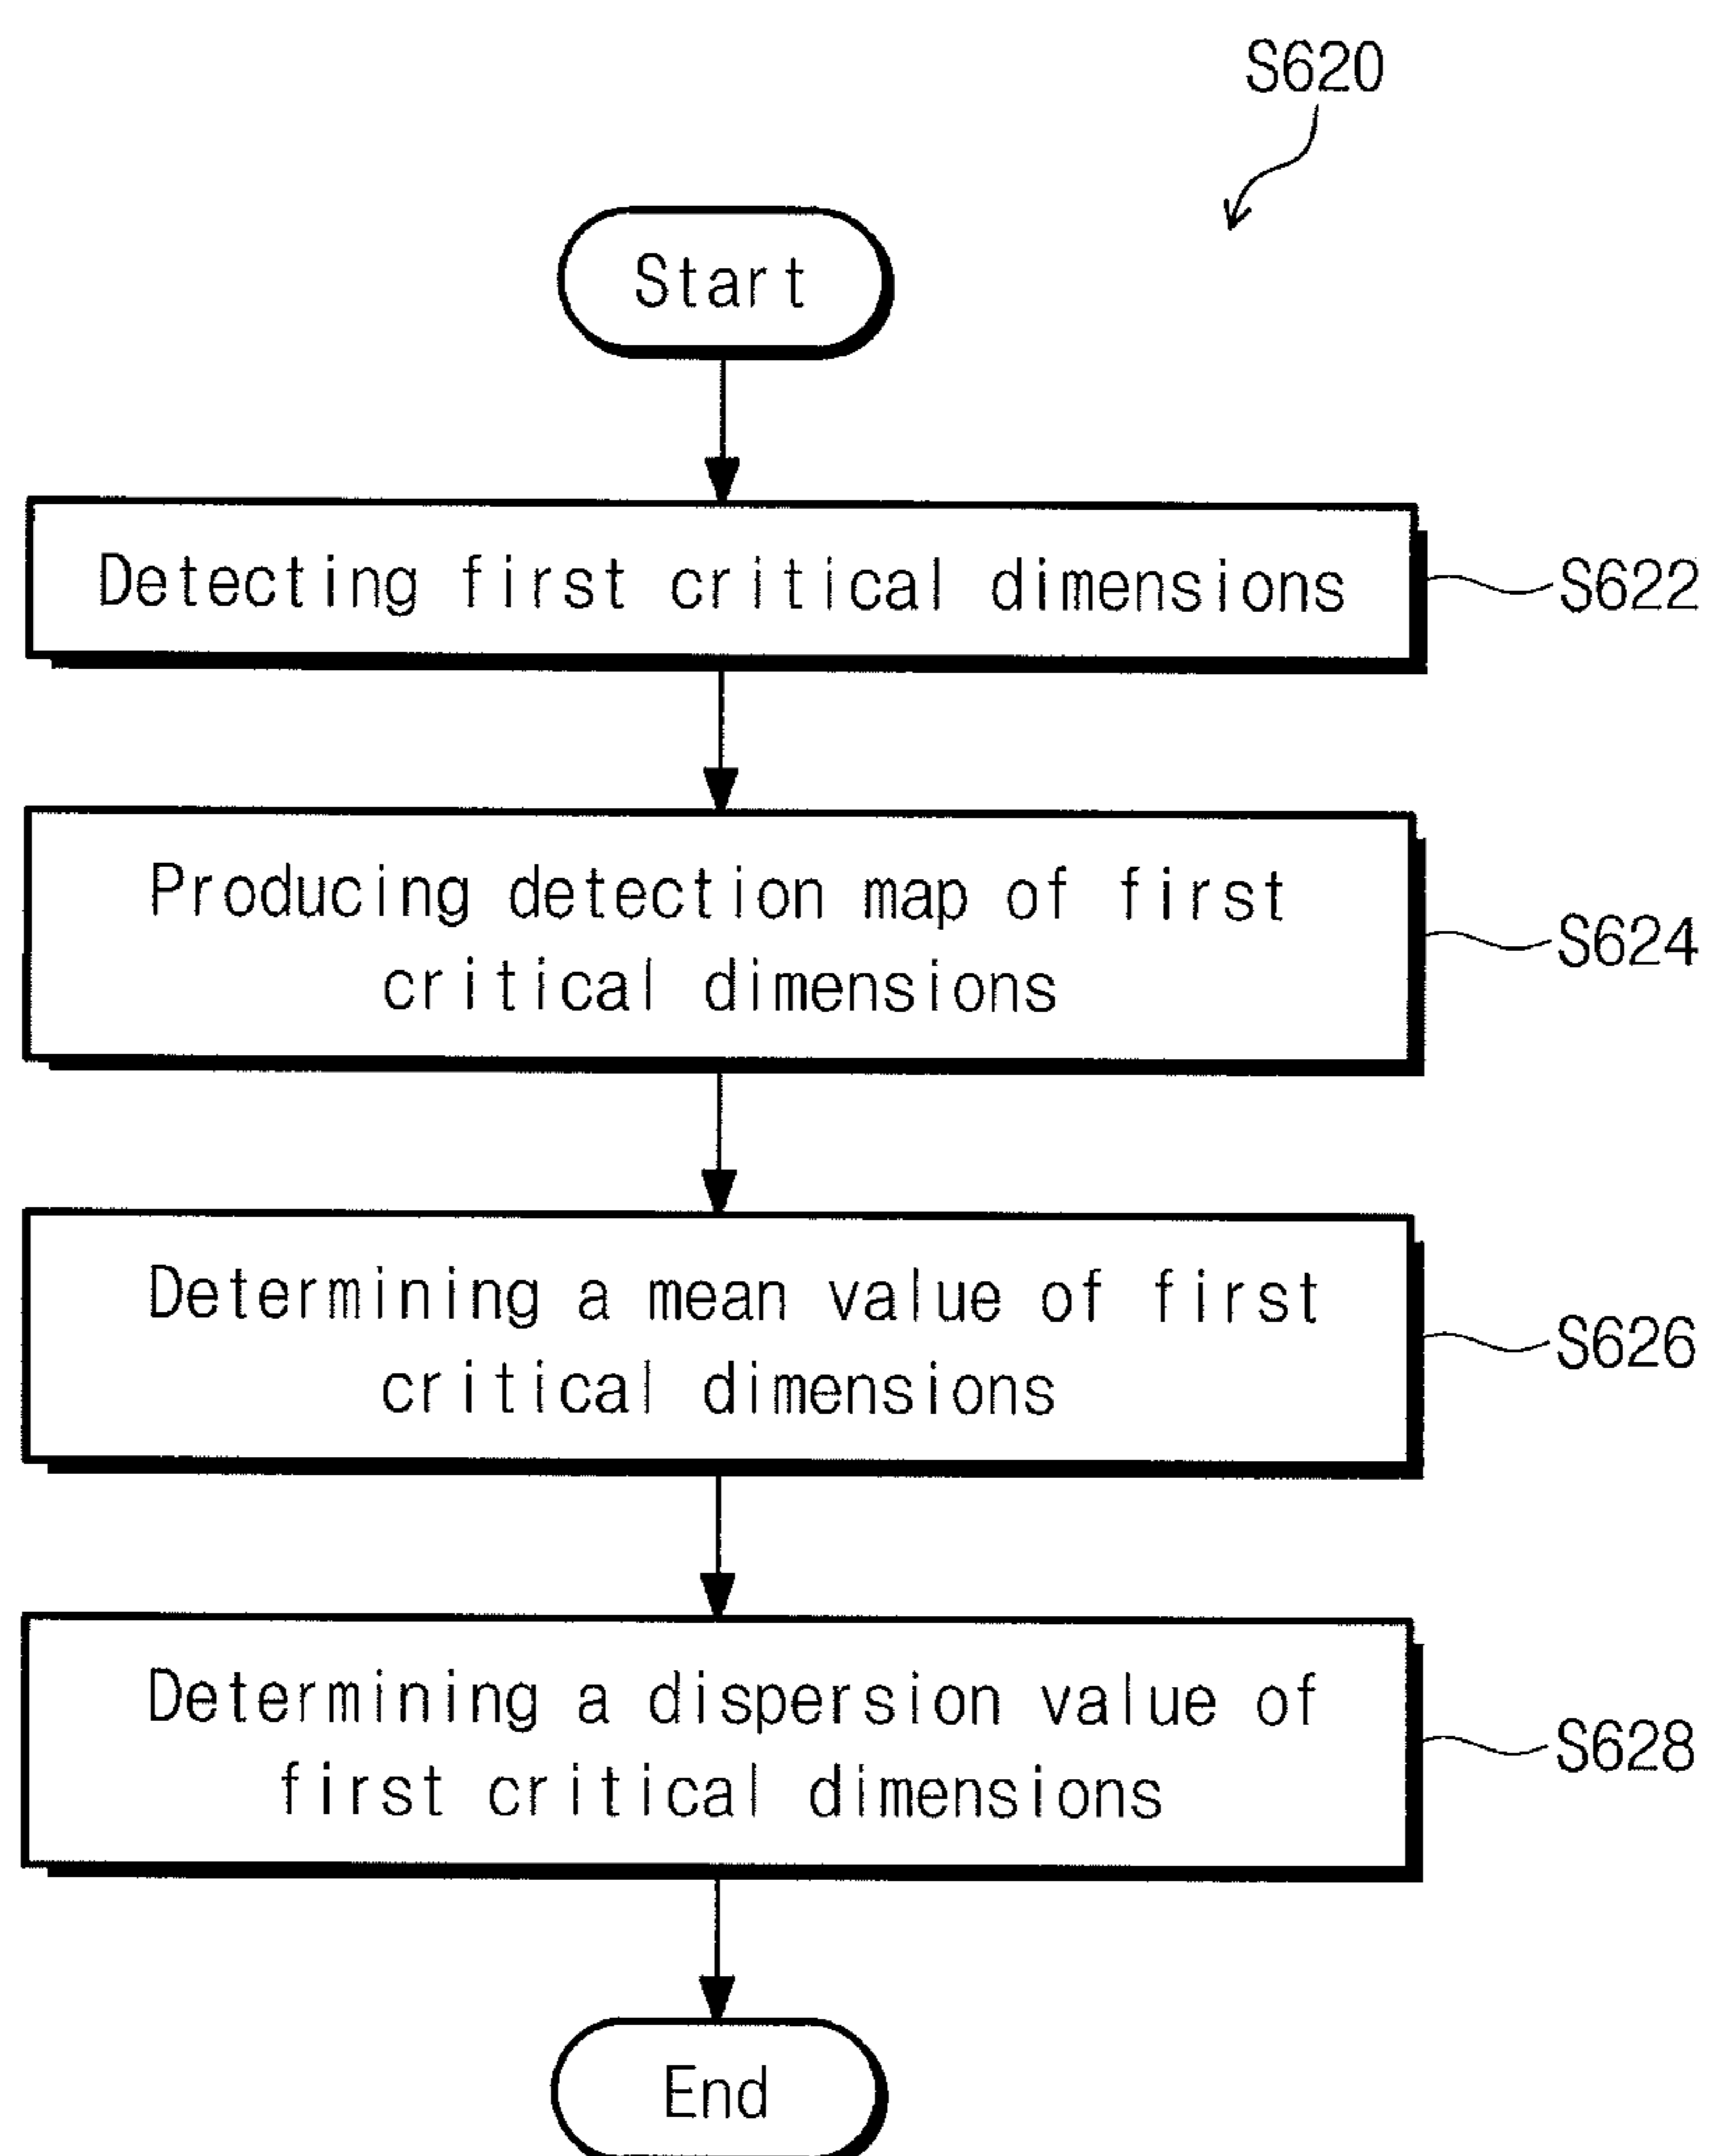 S620
Start
Detecting first critical dimensions
S622
Producing detection map of first
critical dimensions
S624
Determining a mean value of first
critical dimensions
S626
Determining a dispersion value of
first critical dimensions
S628
End